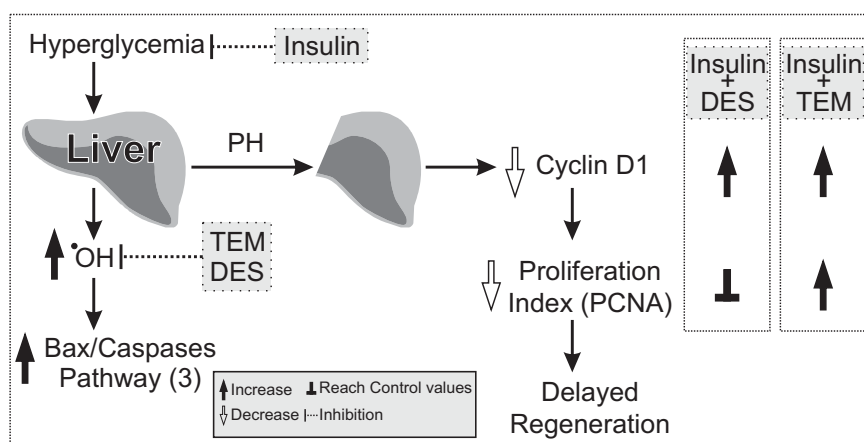 Hyperglycemia
Insulin
Liver
PH
Cyclin D1
•OH
TEM
DES
Proliferation
Index (PCNA)
Bax/Caspases
Pathway (3)
Delayed
Regeneration
Insulin
+
DES
Insulin
+
TEM
Increase
Reach Control values
Decrease
Inhibition